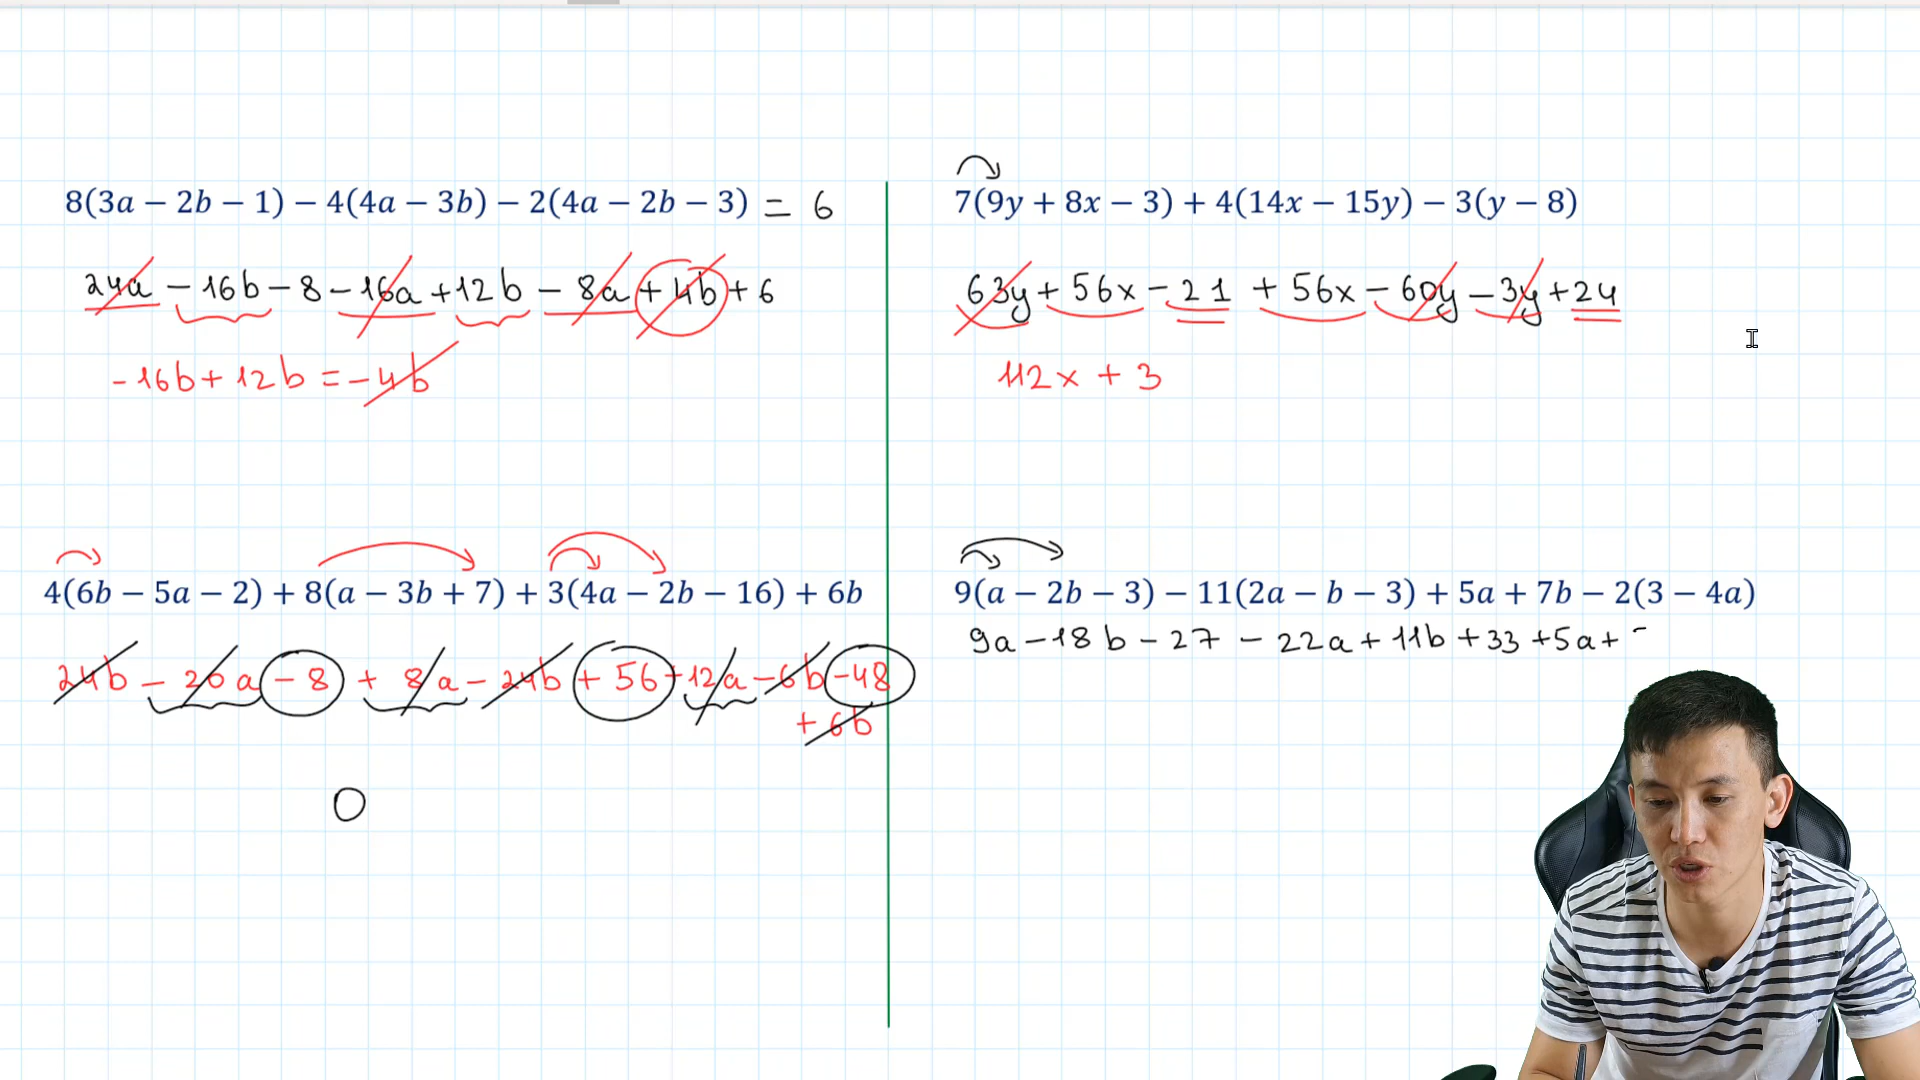 8(3a − 2b − 1) − 4(4a − 3b) − 2(4a − 2b − 3) = 6
24a − 16b − 8 − 16a + 12b − 8a + 4b + 6
-16b + 12b = -4b
7(9y + 8x − 3) + 4(14x − 15y) − 3(y − 8)
63y + 56x − 21 + 56x − 60y − 3y + 24
112x + 3
4(6b − 5a − 2) + 8(a − 3b + 7) + 3(4a − 2b − 16) + 6b
24b − 20a − 8 + 8a − 24b + 56 + 12a − 6b − 48
+ 6b
0
9(a − 2b − 3) − 11(2a − b − 3) + 5a + 7b − 2(3 − 4a)
9a − 18b − 27 − 22a + 11b + 33 + 5a +